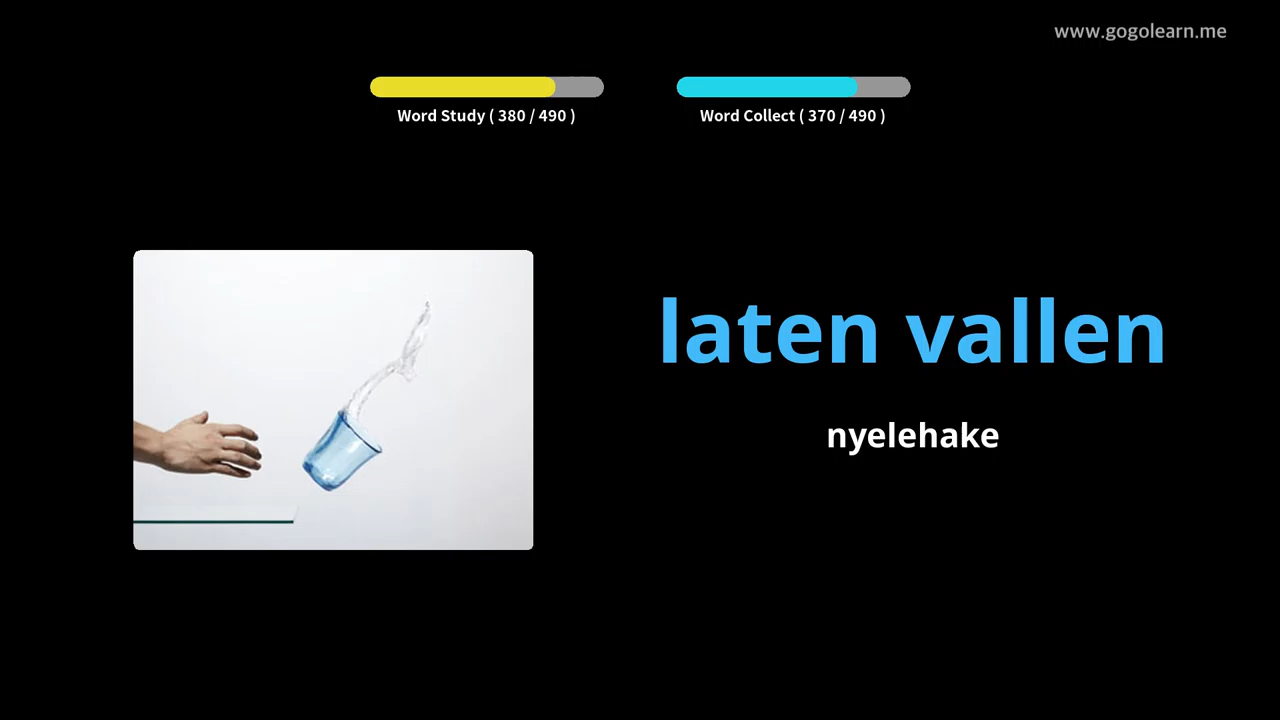 www.gogolearn.me
Word Study ( 380 / 490 )
Word Collect ( 370 / 490 )
laten vallen
nyelehake